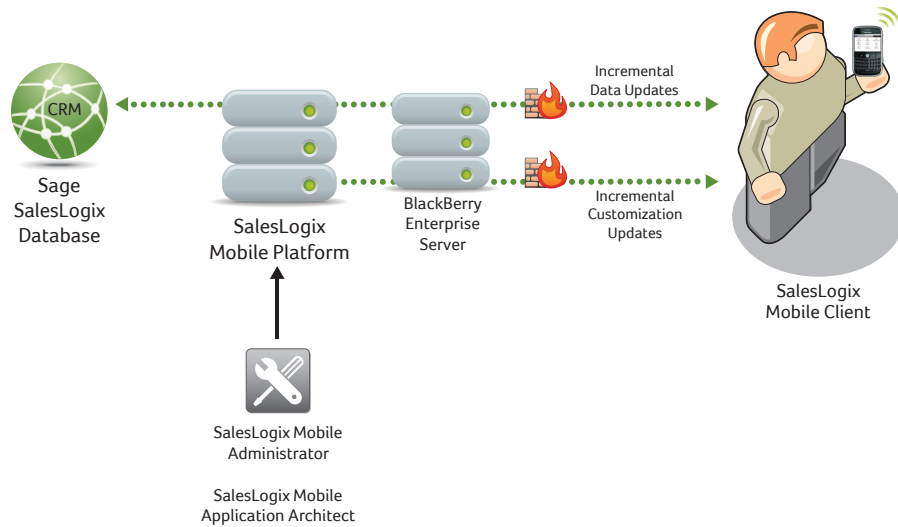 CRM
Sage
SalesLogix
Database
SalesLogix
Mobile Platform
BlackBerry
Enterprise
Server
Incremental
Data Updates
Incremental
Customization
Updates
SalesLogix
Mobile Client
SalesLogix Mobile
Administrator
SalesLogix Mobile
Application Architect